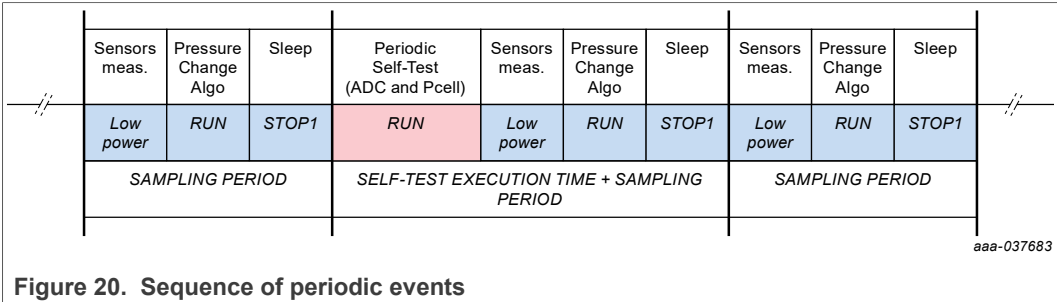 Sensors meas. Pressure Change Algo Sleep Periodic Self-Test (ADC and Pcell) Sensors meas. Pressure Change Algo Sleep Sensors meas. Pressure Change Algo Sleep
Low power RUN STOP1 RUN Low power RUN STOP1 Low power RUN STOP1
SAMPLING PERIOD SELF-TEST EXECUTION TIME + SAMPLING PERIOD SAMPLING PERIOD
aaa-037683
Figure 20. Sequence of periodic events